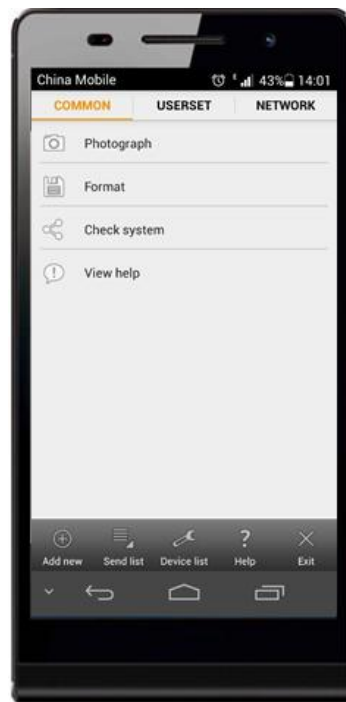 China Mobile 43% 14:01
COMMON USERSET NETWORK
Photograph
Format
Check system
View help
Add new Send list Device list Help Exit